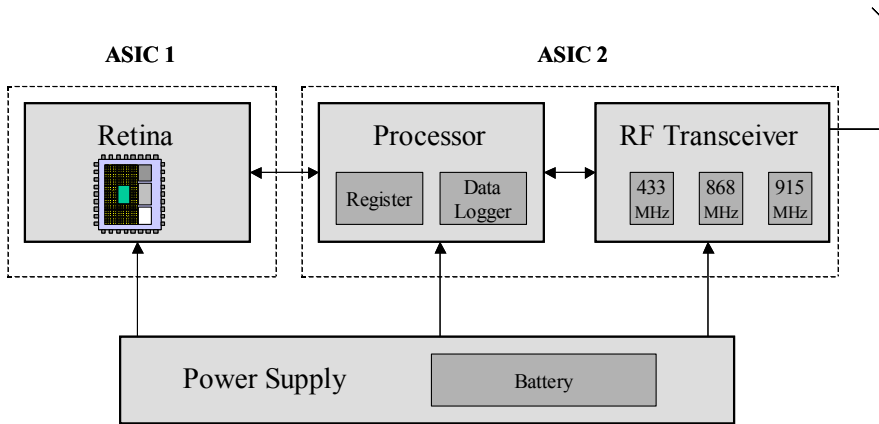 ASIC 1
ASIC 2
Retina
Processor
RF Transceiver
Register
Data
Logger
433
MHz
868
MHz
915
MHz
Power Supply
Battery